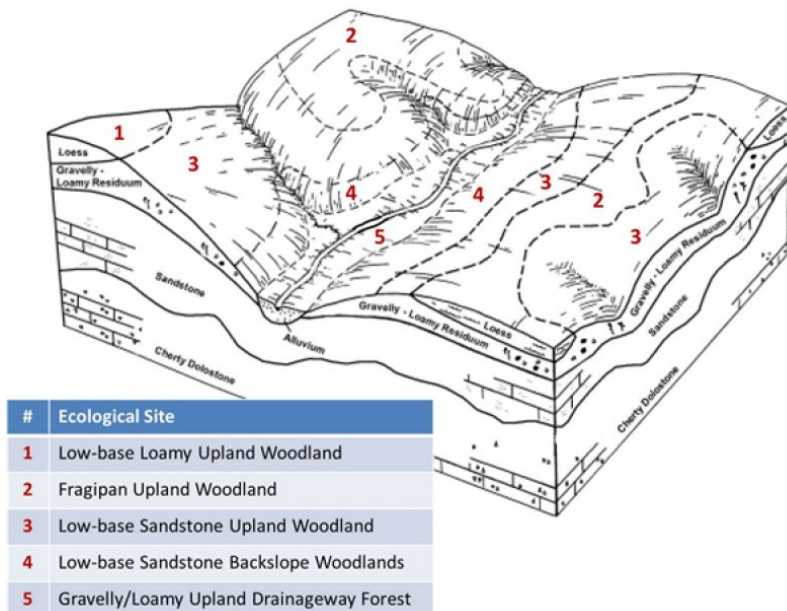 2
1
3
Loess
Gravelly -
Loamy Residuum
4
5
4
3
2
3
Loess
Gravelly - Loamy Residuum
Sandstone
Cherty Dolostone
Sandstone
Alluvium
Gravelly - Loamy Residuum
Loess
Cherty Dolostone
# Ecological Site
1 Low-base Loamy Upland Woodland
2 Fragipan Upland Woodland
3 Low-base Sandstone Upland Woodland
4 Low-base Sandstone Backslope Woodlands
5 Gravelly/Loamy Upland Drainageway Forest